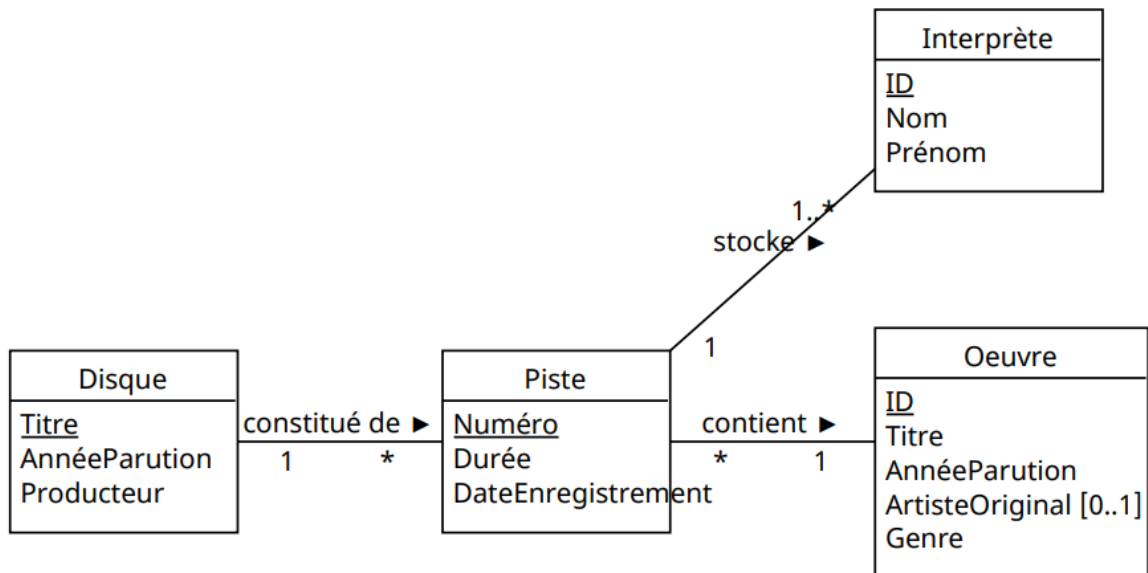 Interprète
ID
Nom
Prénom
1..*
stocke ►
1
Disque
Titre
AnnéeParution
Producteur
constitué de ►
1 *
Piste
Numéro
Durée
DateEnregistrement
contient ►
* 1
Oeuvre
ID
Titre
AnnéeParution
ArtisteOriginal [0..1]
Genre